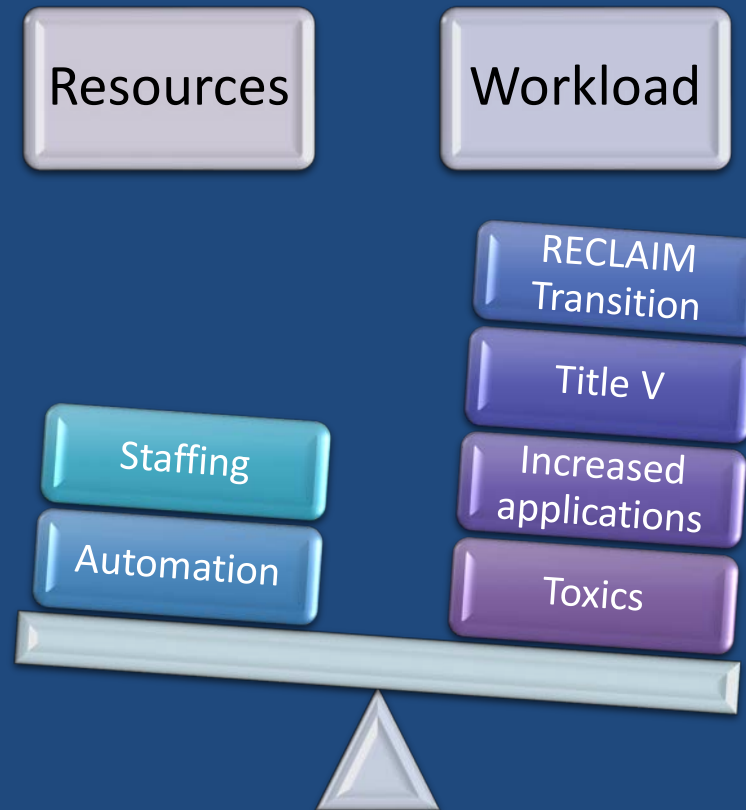 Resources
Workload
RECLAIM
Transition
Title V
Increased
applications
Toxics
Staffing
Automation